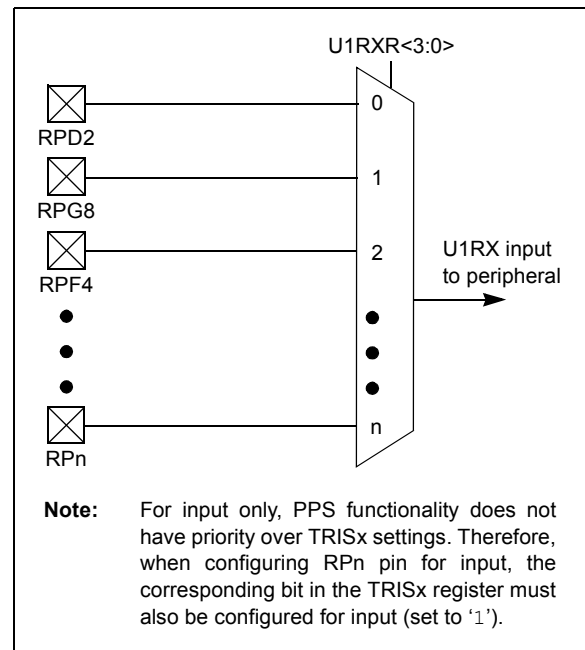 U1RXR<3:0>
RPD2
0
RPG8
1
RPF4
2
U1RX input
to peripheral
RPn
n
Note: For input only, PPS functionality does not
have priority over TRISx settings. Therefore,
when configuring RPn pin for input, the
corresponding bit in the TRISx register must
also be configured for input (set to ‘1’).